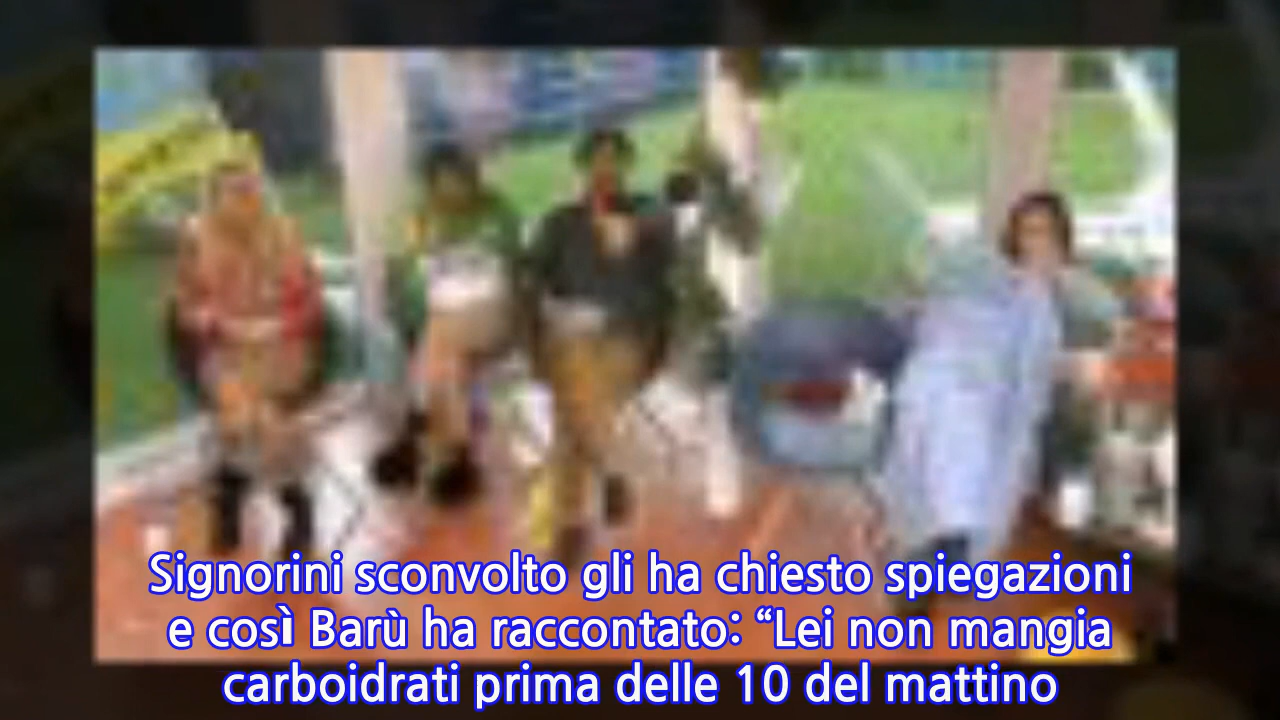 Signorini sconvolto gli ha chiesto spiegazioni
e così Barù ha raccontato: “Lei non mangia
carboidrati prima delle 10 del mattino